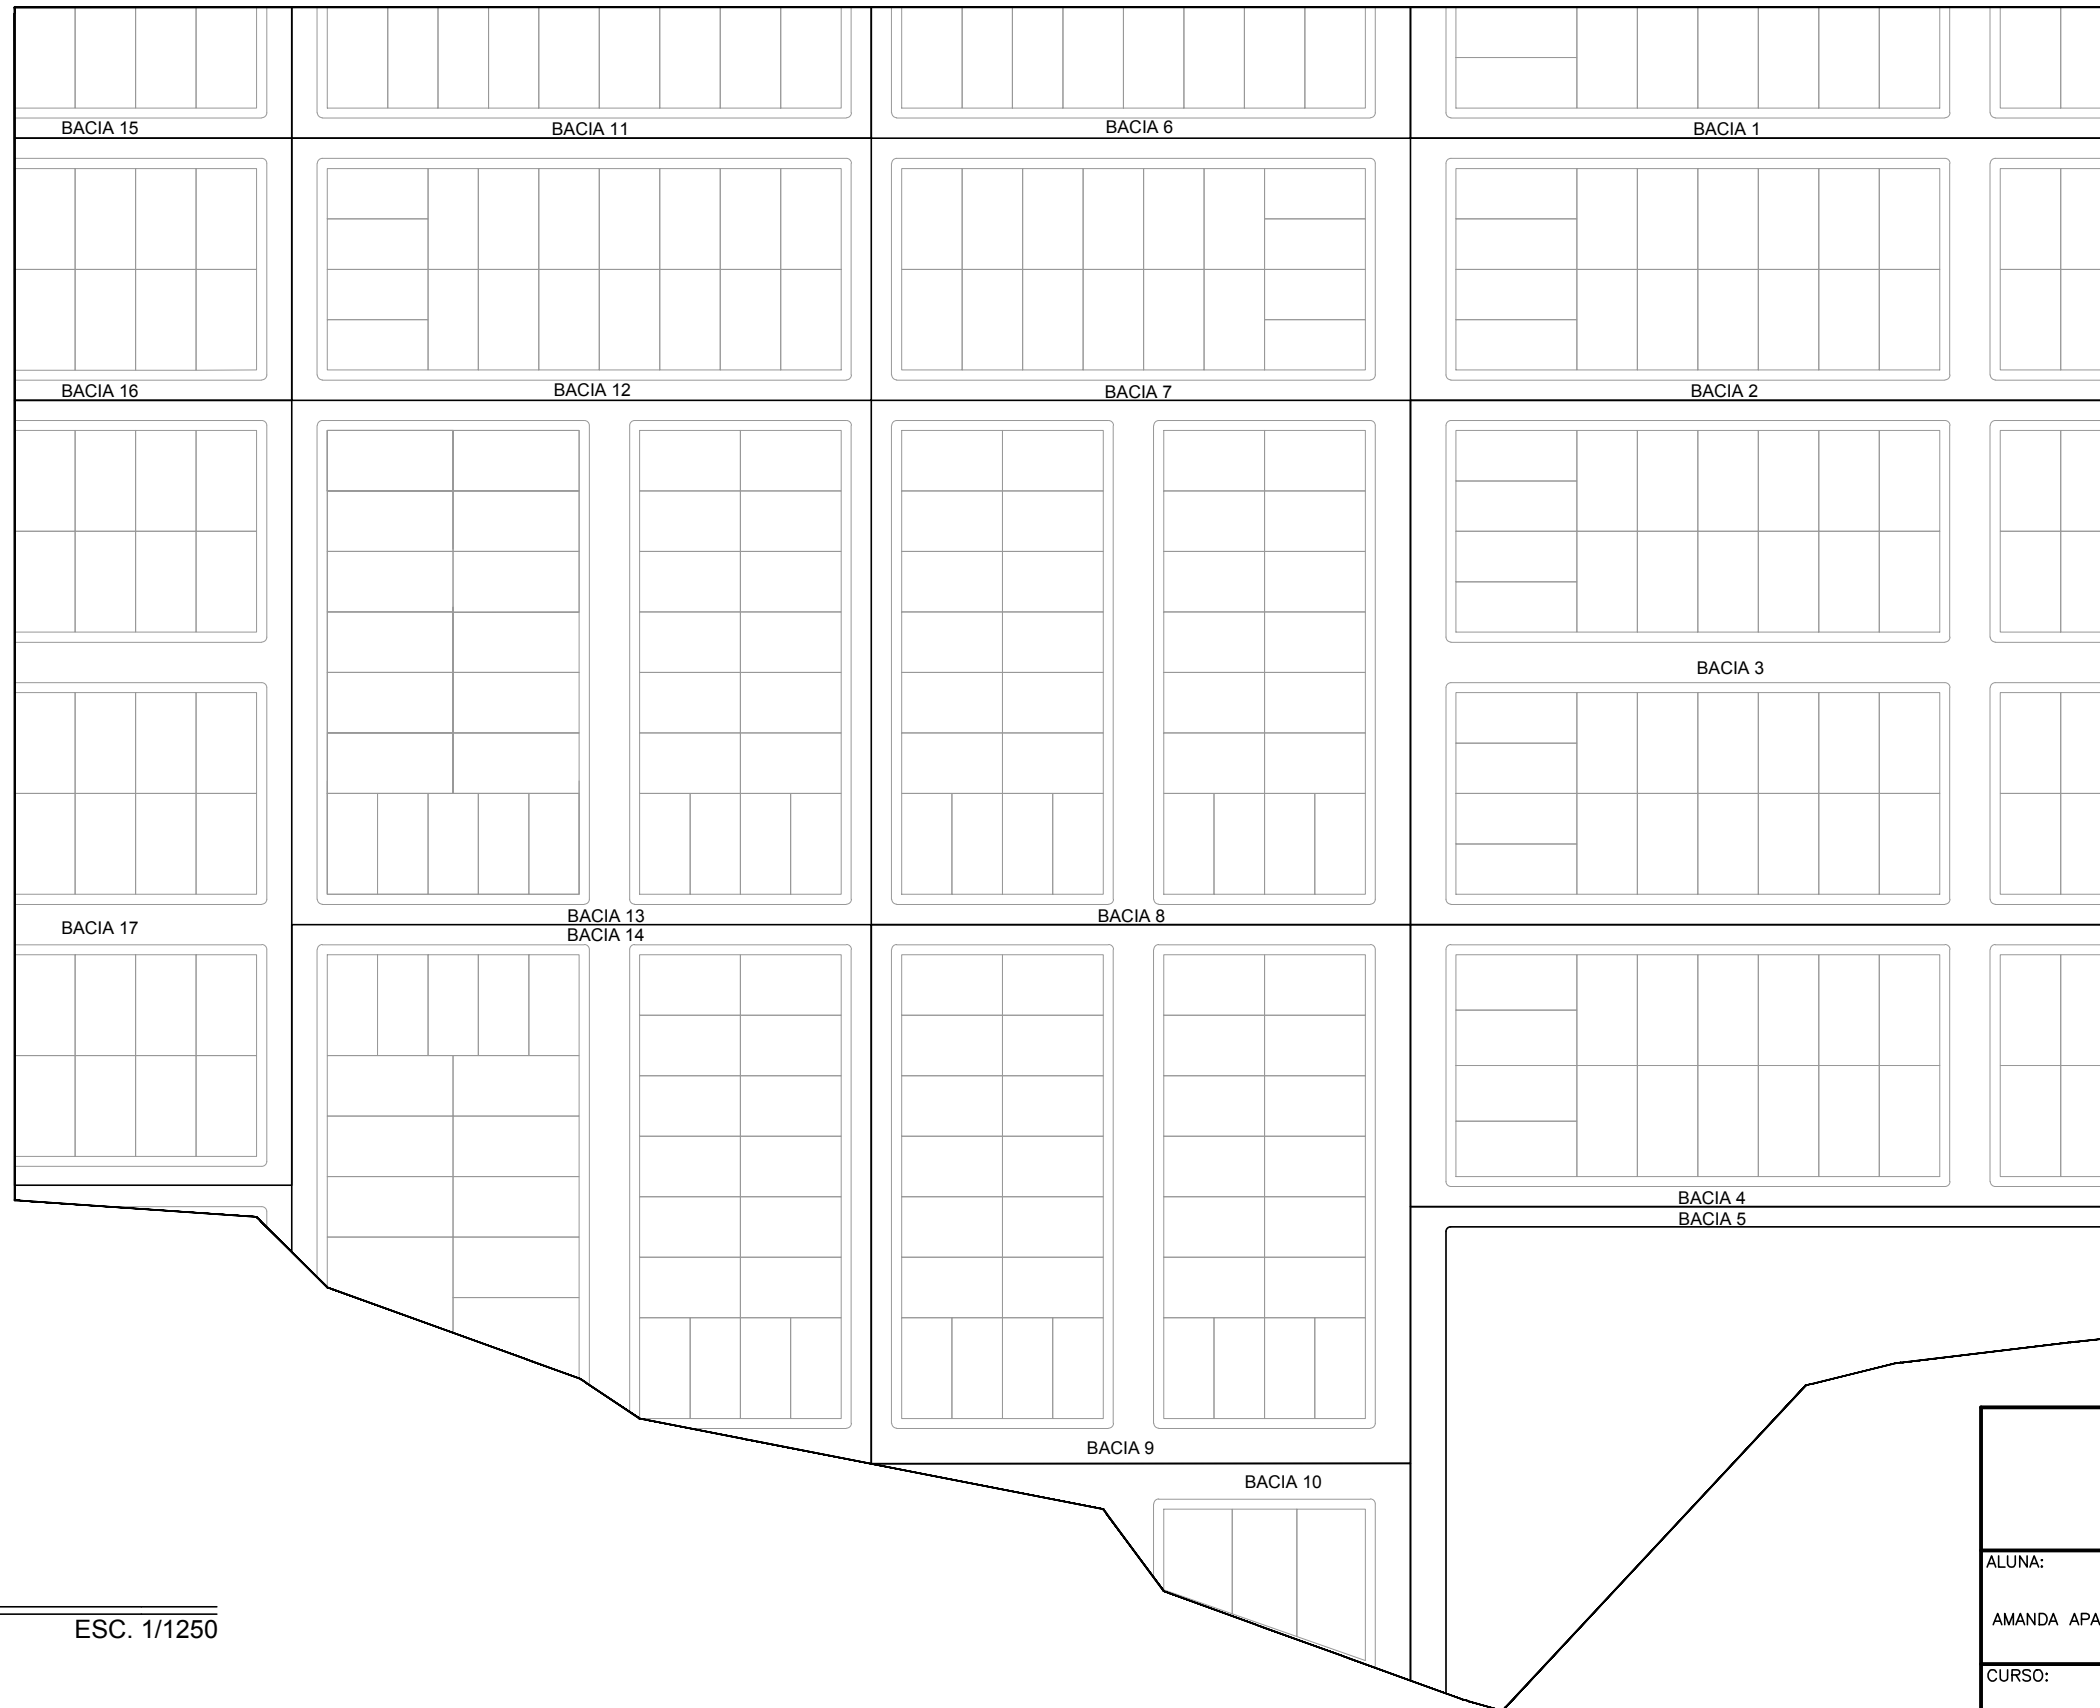 BACIA 15
BACIA 11
BACIA 6
BACIA 1
BACIA 16
BACIA 12
BACIA 7
BACIA 2
BACIA 3
BACIA 13
BACIA 8
BACIA 17
BACIA 14
BACIA 4
BACIA 5
BACIA 9
BACIA 10
ALUNA:
AMANDA APA
ESC. 1/1250
CURSO: